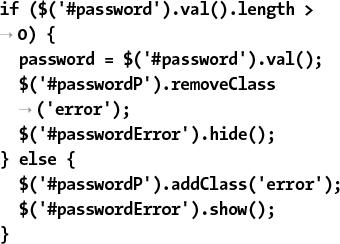 if ($('#password').val().length >
→ 0) {
  password = $('#password').val();
  $('#passwordP').removeClass
  → ('error');
  $('#passwordError').hide();
} else {
  $('#passwordP').addClass('error');
  $('#passwordError').show();
}